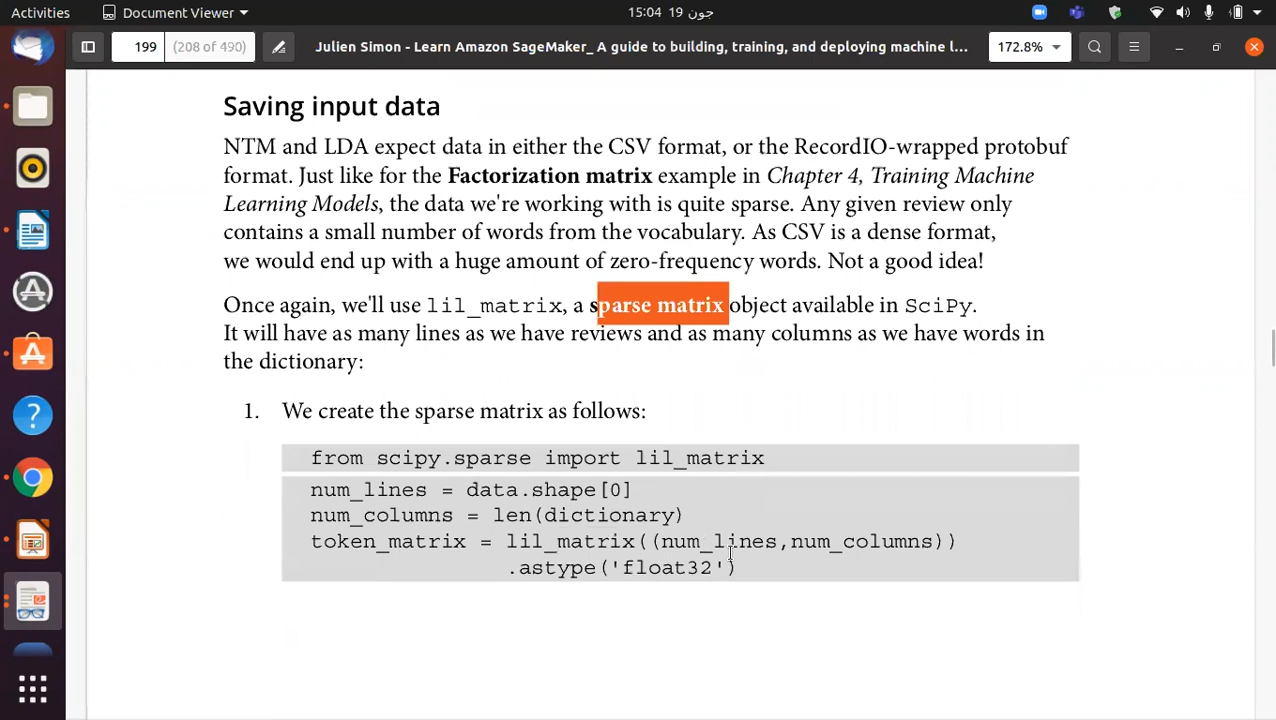 Activities
Document Viewer
15:04 19 جون
199
(208 of 490)
Julien Simon - Learn Amazon SageMaker_ A guide to building, training, and deploying machine l...
172.8%
Saving input data
NTM and LDA expect data in either the CSV format, or the RecordIO-wrapped protobuf
format. Just like for the Factorization matrix example in Chapter 4, Training Machine
Learning Models, the data we're working with is quite sparse. Any given review only
contains a small number of words from the vocabulary. As CSV is a dense format,
we would end up with a huge amount of zero-frequency words. Not a good idea!
Once again, we'll use lil_matrix, a sparse matrix object available in SciPy.
It will have as many lines as we have reviews and as many columns as we have words in
the dictionary:
1. We create the sparse matrix as follows:
from scipy.sparse import lil_matrix
num_lines = data.shape[0]
num_columns = len(dictionary)
token_matrix = lil_matrix((num_lines,num_columns))
.astype('float32')